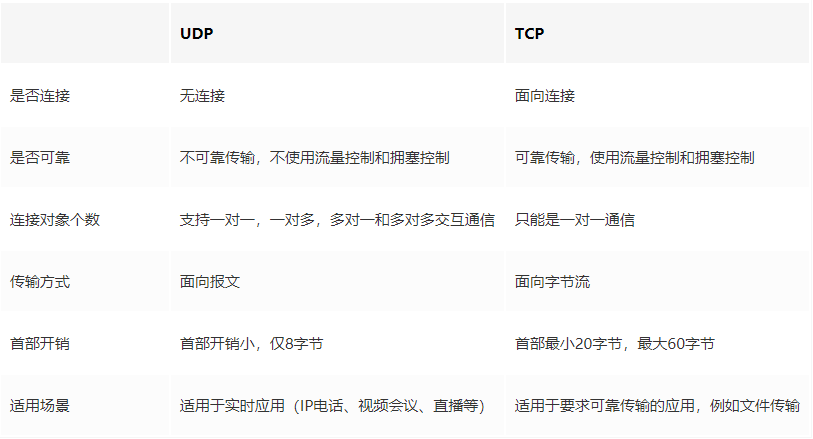 UDP TCP
是否连接 无连接 面向连接
是否可靠 不可靠传输，不使用流量控制和拥塞控制 可靠传输，使用流量控制和拥塞控制
连接对象个数 支持一对一，一对多，多对一和多对多交互通信 只能是一对一通信
传输方式 面向报文 面向字节流
首部开销 首部开销小，仅8字节 首部最小20字节，最大60字节
适用场景 适用于实时应用（IP电话、视频会议、直播等） 适用于要求可靠传输的应用，例如文件传输